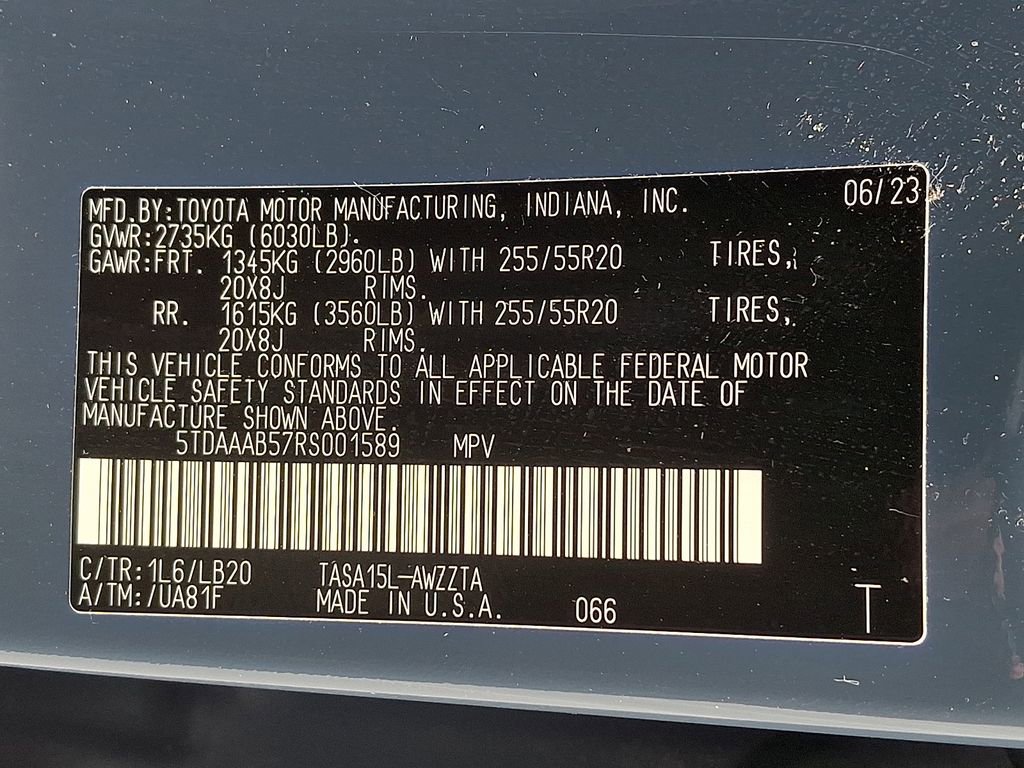 06/23
MFD.BY:TOYOTA MOTOR MANUFACTURING, INDIANA, INC.
GVWR:2735KG (6030LB).
GAWR:FRT. 1345KG (2960LB) WITH 255/55R20 TIRES,
20X8J RIMS.
RR. 1615KG (3560LB) WITH 255/55R20 TIRES,
20X8J RIMS.
THIS VEHICLE CONFORMS TO ALL APPLICABLE FEDERAL MOTOR
VEHICLE SAFETY STANDARDS IN EFFECT ON THE DATE OF
MANUFACTURE SHOWN ABOVE.
5TDAAAB57RS001589 MPV
C/TR:1L6/LB20 TASA15L-AWZZTA
A/TM:/UA81F MADE IN U.S.A. 066 T